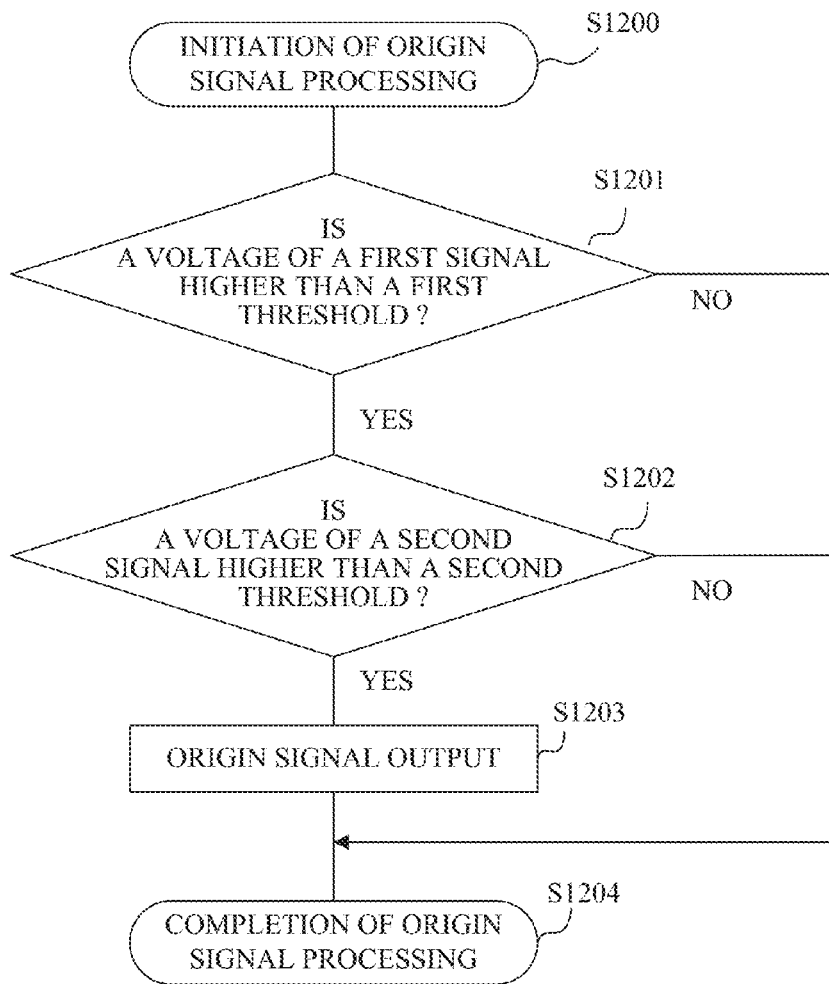 S1200
INITIATION OF ORIGIN
SIGNAL PROCESSING
S1201
IS
A VOLTAGE OF A FIRST SIGNAL
HIGHER THAN A FIRST
THRESHOLD ?
NO
YES
S1202
IS
A VOLTAGE OF A SECOND
SIGNAL HIGHER THAN A SECOND
THRESHOLD ?
NO
YES
S1203
ORIGIN SIGNAL OUTPUT
S1204
COMPLETION OF ORIGIN
SIGNAL PROCESSING